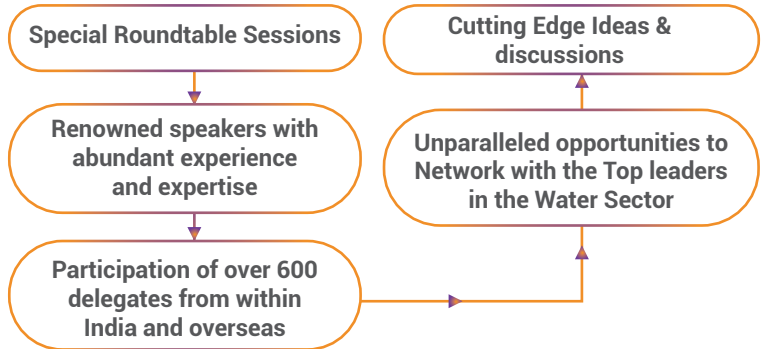 Special Roundtable Sessions
Renowned speakers with
abundant experience
and expertise
Participation of over 600
delegates from within
India and overseas
Unparalleled opportunities to
Network with the Top leaders
in the Water Sector
Cutting Edge Ideas &
discussions